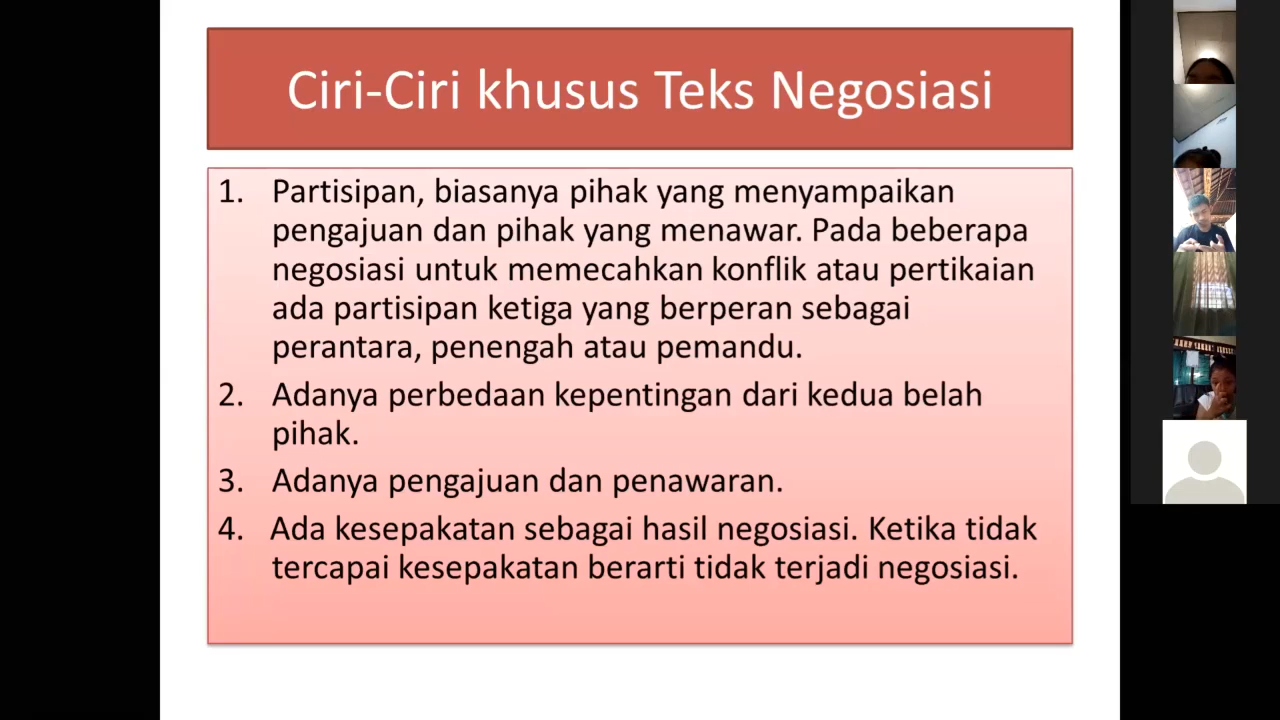 Ciri-Ciri khusus Teks Negosiasi
1. Partisipan, biasanya pihak yang menyampaikan
pengajuan dan pihak yang menawar. Pada beberapa
negosiasi untuk memecahkan konflik atau pertikaian
ada partisipan ketiga yang berperan sebagai
perantara, penengah atau pemandu.
2. Adanya perbedaan kepentingan dari kedua belah
pihak.
3. Adanya pengajuan dan penawaran.
4. Ada kesepakatan sebagai hasil negosiasi. Ketika tidak
tercapai kesepakatan berarti tidak terjadi negosiasi.